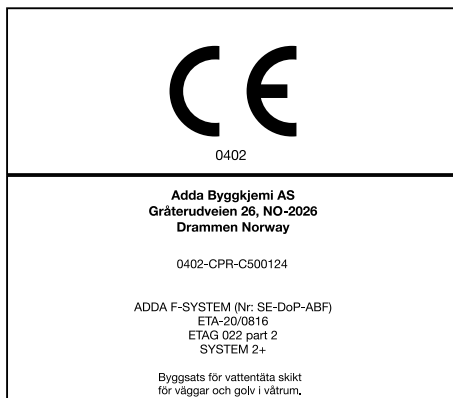 CE
0402
Adda Byggkjemi AS
Gråterudveien 26, NO-2026
Drammen Norway
0402-CPR-C500124
ADDA F-SYSTEM (Nr: SE-DoP-ABF)
ETA-20/0816
ETAG 022 part 2
SYSTEM 2+
Byggsats för vattentäta skikt
för väggar och golv i våtrum.